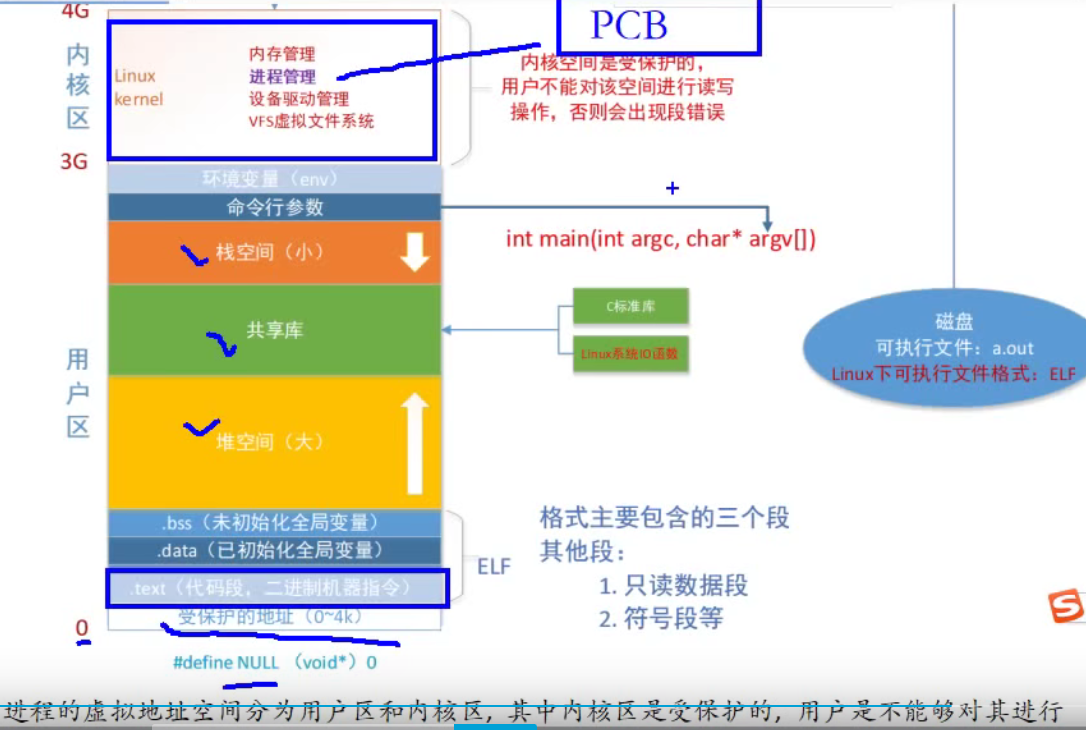 4G
PCB
内核区
Linux kernel
内存管理
进程管理
设备驱动管理
VFS虚拟文件系统
内核空间是受保护的，
用户不能对该空间进行读写
操作，否则会出现段错误
3G
环境变量（env）
命令行参数
int main(int argc, char* argv[])
栈空间（小）
共享库
C标准库
Linux系统IO函数
磁盘
可执行文件：a.out
Linux下可执行文件格式：ELF
用户区
堆空间（大）
.bss（未初始化全局变量）
.data（已初始化全局变量）
.text（代码段，二进制机器指令）
受保护的地址（0~4k）
ELF
格式主要包含的三个段
其他段：
1. 只读数据段
2. 符号段等
0
#define NULL （void*）0
S
进程的虚拟地址空间分为用户区和内核区, 其中内核区是受保护的, 用户是不能够对其进行